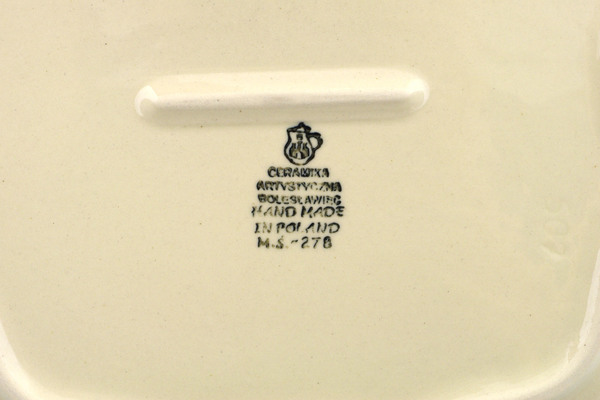 CERAMIKA
ARTYSTYCZNA
BOLESŁAWIEC
HAND MADE
IN POLAND
M.S.-278